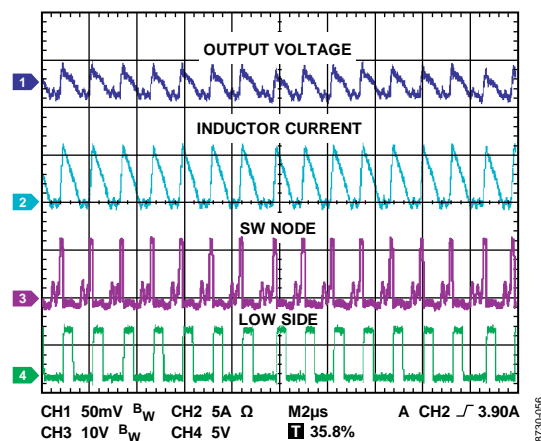 OUTPUT VOLTAGE
1
INDUCTOR CURRENT
2
SW NODE
3
LOW SIDE
4
CH1 50mV BW CH2 5A Ω M2µs A CH2 3.90A
CH3 10V BW CH4 5V T 35.8%
8730-056